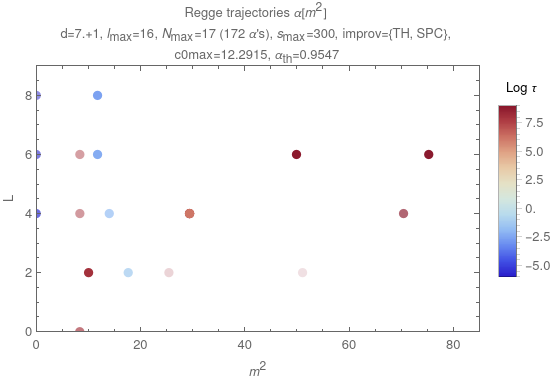 Regge trajectories α[m²]
d=7.+1, lmax=16, Nmax=17 (172 α's), smax=300, improv={TH, SPC},
c0max=12.2915, αth=0.9547
Log τ
8
6
4
2
0
L
7.5
5.0
2.5
0.
−2.5
−5.0
0
20
40
60
80
m²